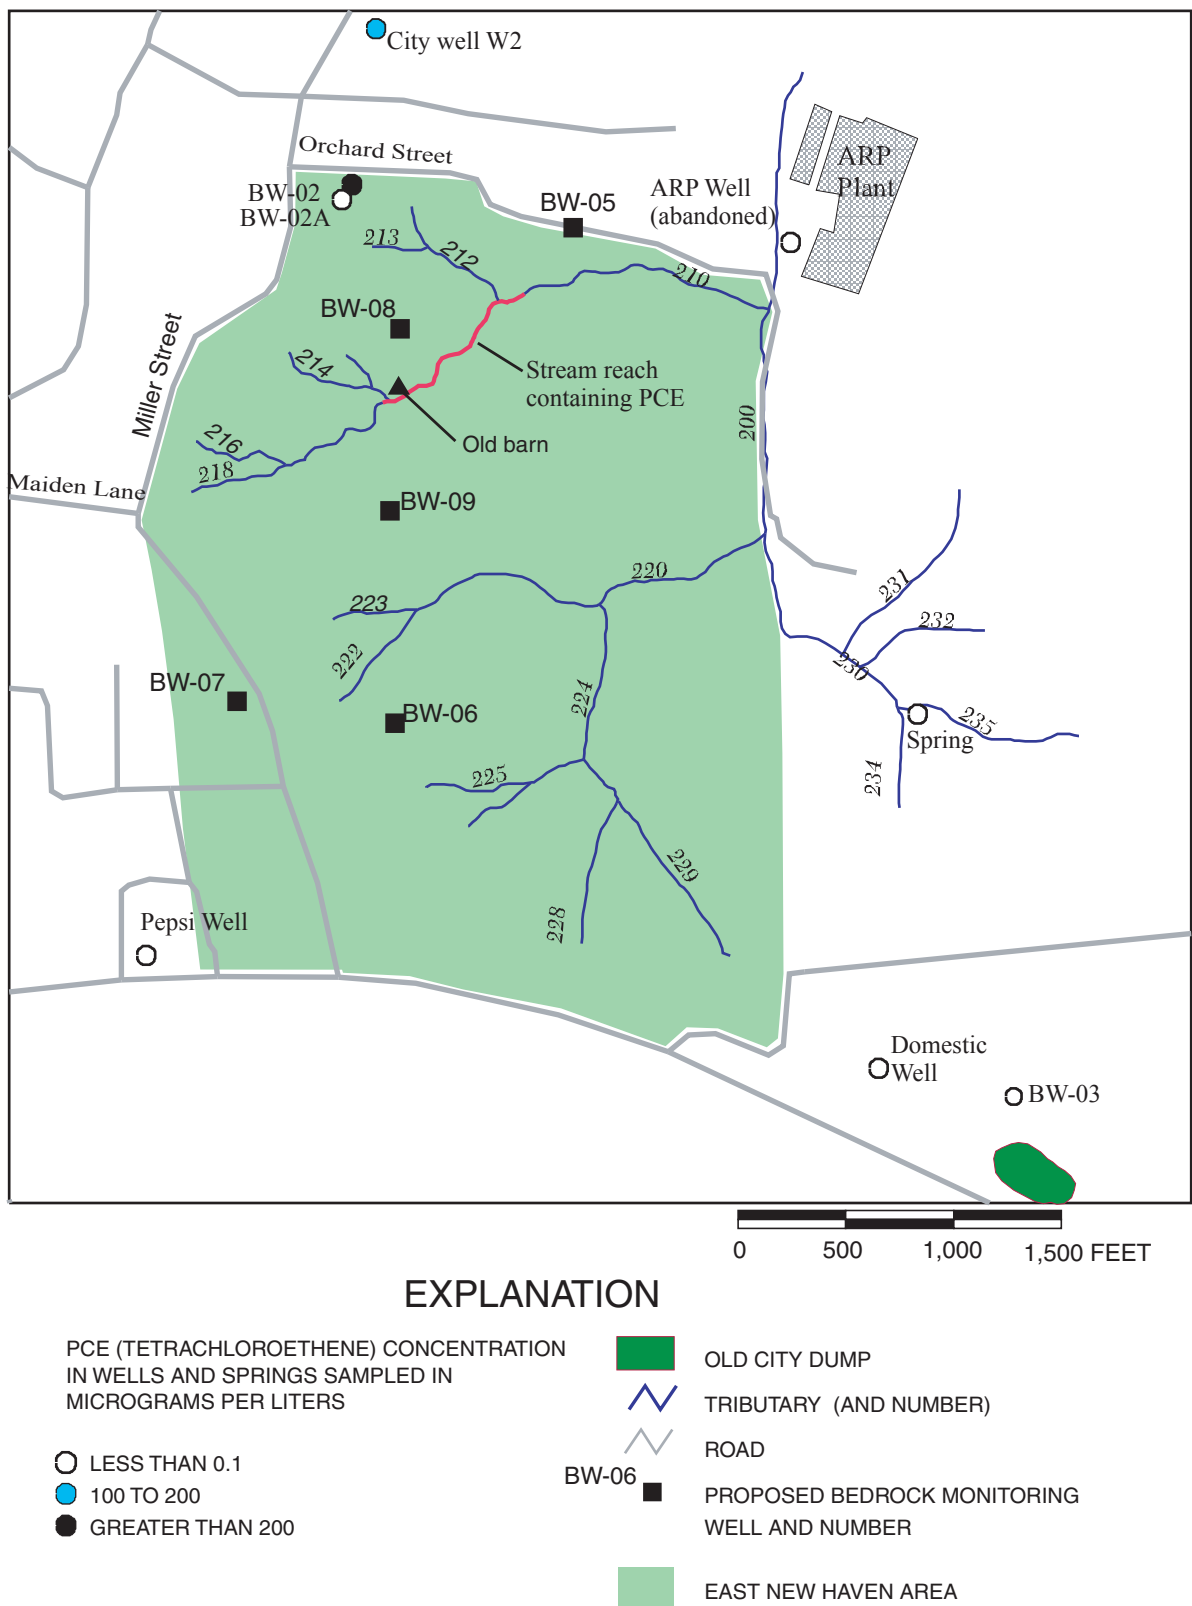 City well W2
Orchard Street
ARP
Plant
ARP Well
(abandoned)
BW-02
BW-02A
BW-05
213
212
210
BW-08
Miller Street
214
Stream reach
containing PCE
200
Old barn
216
218
Maiden Lane
BW-09
220
231
223
232
222
230
BW-07
224
BW-06
235
Spring
225
234
229
228
Pepsi Well
Domestic
Well
BW-03
0
500
1,000
1,500 FEET
EXPLANATION
PCE (TETRACHLOROETHENE) CONCENTRATION
IN WELLS AND SPRINGS SAMPLED IN
MICROGRAMS PER LITERS
LESS THAN 0.1
100 TO 200
GREATER THAN 200
OLD CITY DUMP
TRIBUTARY (AND NUMBER)
ROAD
BW-06
PROPOSED BEDROCK MONITORING
WELL AND NUMBER
EAST NEW HAVEN AREA